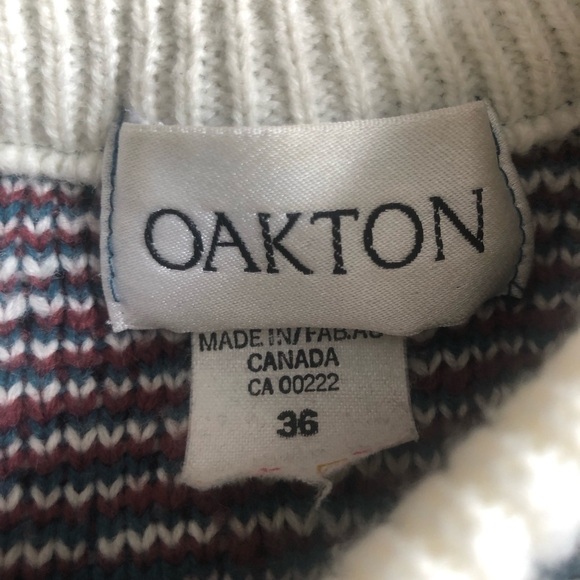 OAKTON
MADE IN/FAB.AU
CANADA
CA 00222
36